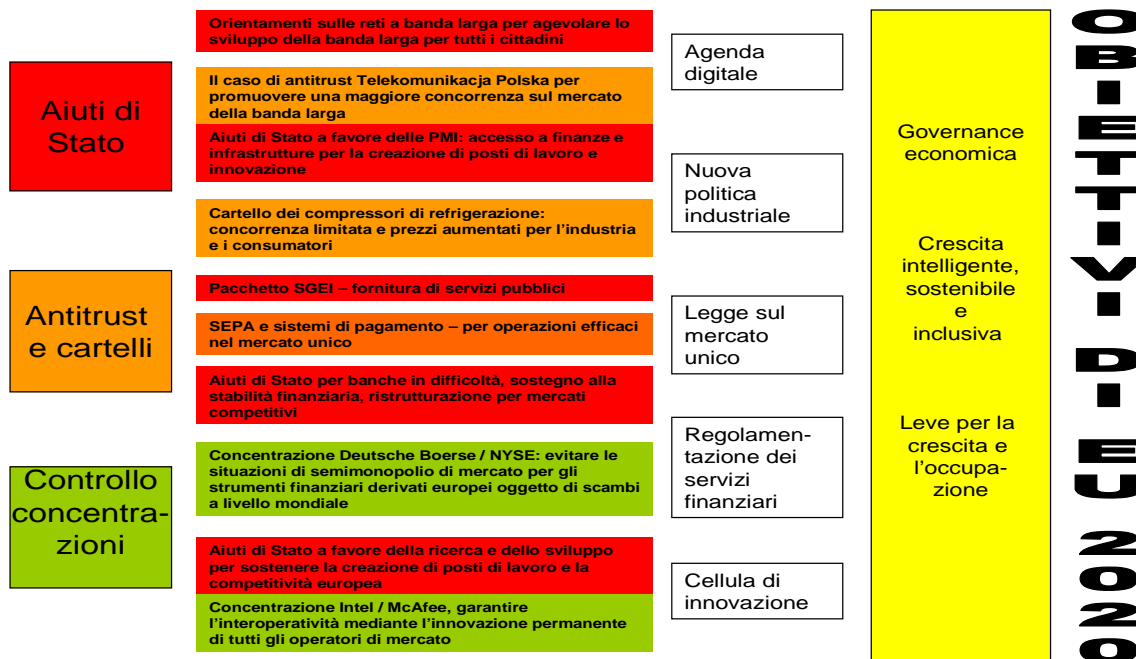 Aiuti di
Stato
Antitrust
e cartelli
Controllo
concentra-
zioni
Orientamenti sulle reti a banda larga per agevolare lo
sviluppo della banda larga per tutti i cittadini
Il caso di antitrust Telekomunikacja Polska per
promuovere una maggiore concorrenza sul mercato
della banda larga
Aiuti di Stato a favore delle PMI: accesso a finanze e
infrastrutture per la creazione di posti di lavoro e
innovazione
Cartello dei compressori di refrigerazione:
concorrenza limitata e prezzi aumentati per l'industria
e i consumatori
Pacchetto SGEI – fornitura di servizi pubblici
SEPA e sistemi di pagamento – per operazioni efficaci
nel mercato unico
Aiuti di Stato per banche in difficoltà, sostegno alla
stabilità finanziaria, ristrutturazione per mercati
competitivi
Concentrazione Deutsche Boerse / NYSE: evitare le
situazioni di semimonopolio di mercato per gli
strumenti finanziari derivati europei oggetto di scambi
a livello mondiale
Aiuti di Stato a favore della ricerca e dello sviluppo
per sostenere la creazione di posti di lavoro e la
competitività europea
Concentrazione Intel / McAfee, garantire
l'interoperatività mediante l'innovazione permanente
di tutti gli operatori di mercato
Agenda
digitale
Nuova
politica
industriale
Legge sul
mercato
unico
Regolamen-
tazione dei
servizi
finanziari
Cellula di
innovazione
Governance
economica
Crescita
intelligente,
sostenibile
e
inclusiva
Leve per la
crescita e
l'occupa-
zione
OBIETTIVI DI EU 2020